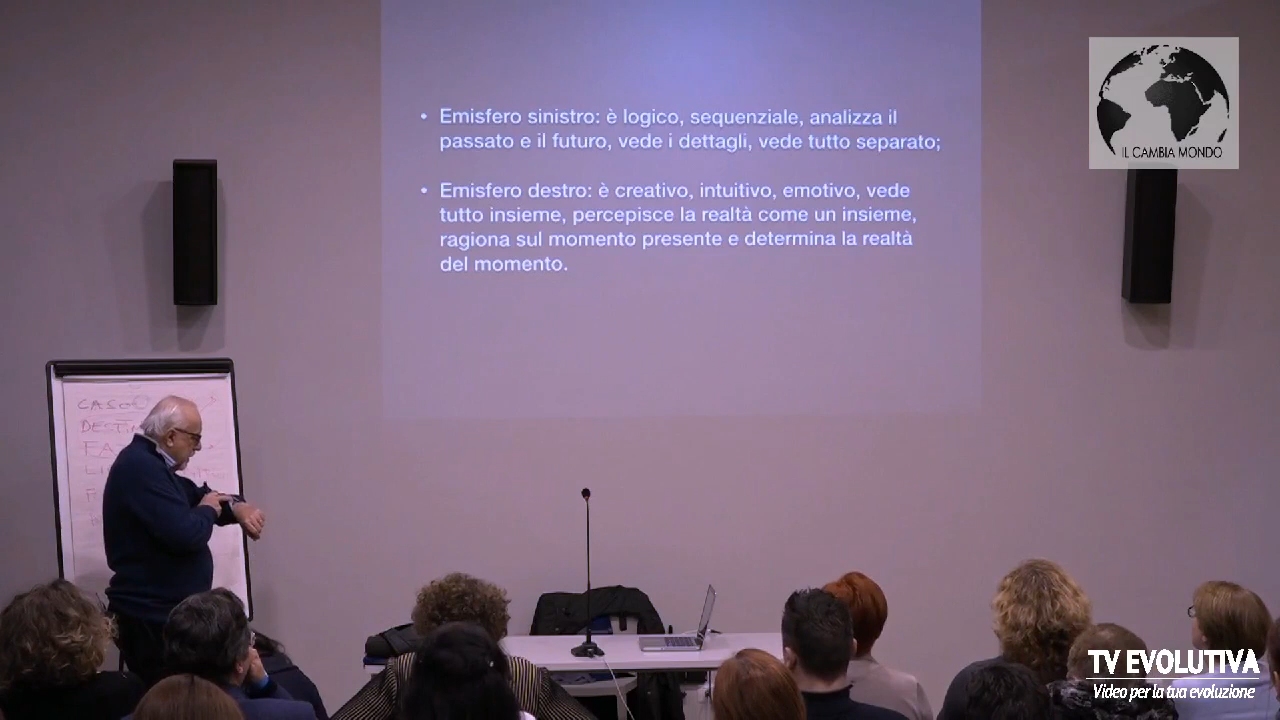 • Emisfero sinistro: è logico, sequenziale, analizza il
passato e il futuro, vede i dettagli, vede tutto separato;
• Emisfero destro: è creativo, intuitivo, emotivo, vede
tutto insieme, percepisce la realtà come un insieme,
ragiona sul momento presente e determina la realtà
del momento.
IL CAMBIA MONDO
TV EVOLUTIVA
Video per la tua evoluzione